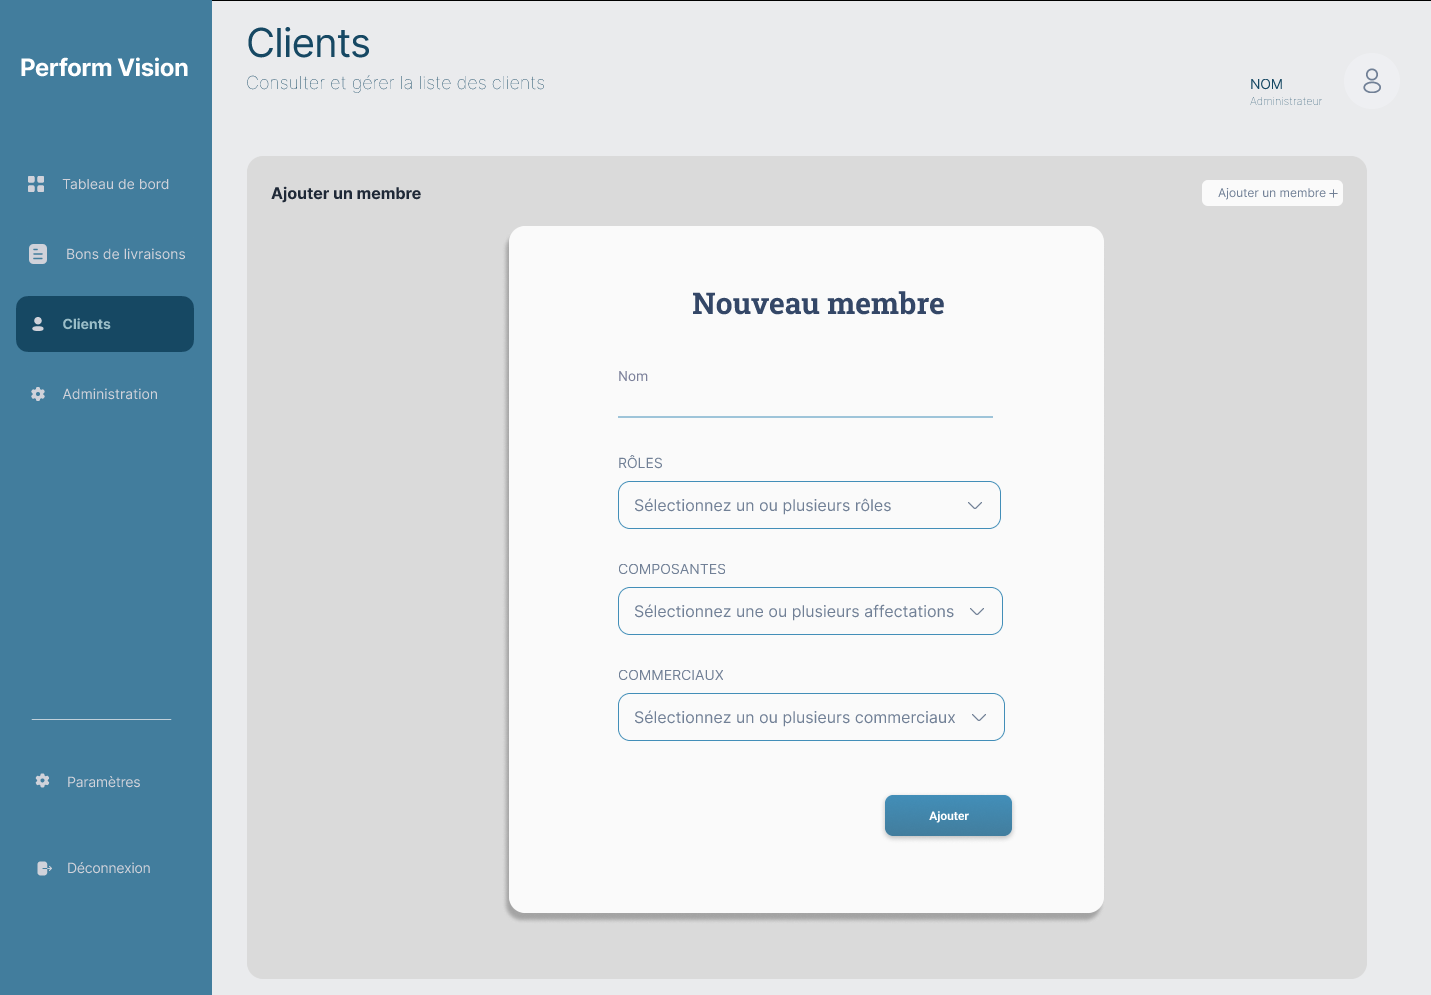 Perform Vision
Tableau de bord
Bons de livraisons
Clients
Administration
Paramètres
Déconnexion
Clients
Consulter et gérer la liste des clients
NOM
Administrateur
Ajouter un membre
Ajouter un membre +
Nouveau membre
Nom
RÔLES
Sélectionnez un ou plusieurs rôles
COMPOSANTES
Sélectionnez une ou plusieurs affectations
COMMERCIAUX
Sélectionnez un ou plusieurs commerciaux
Ajouter